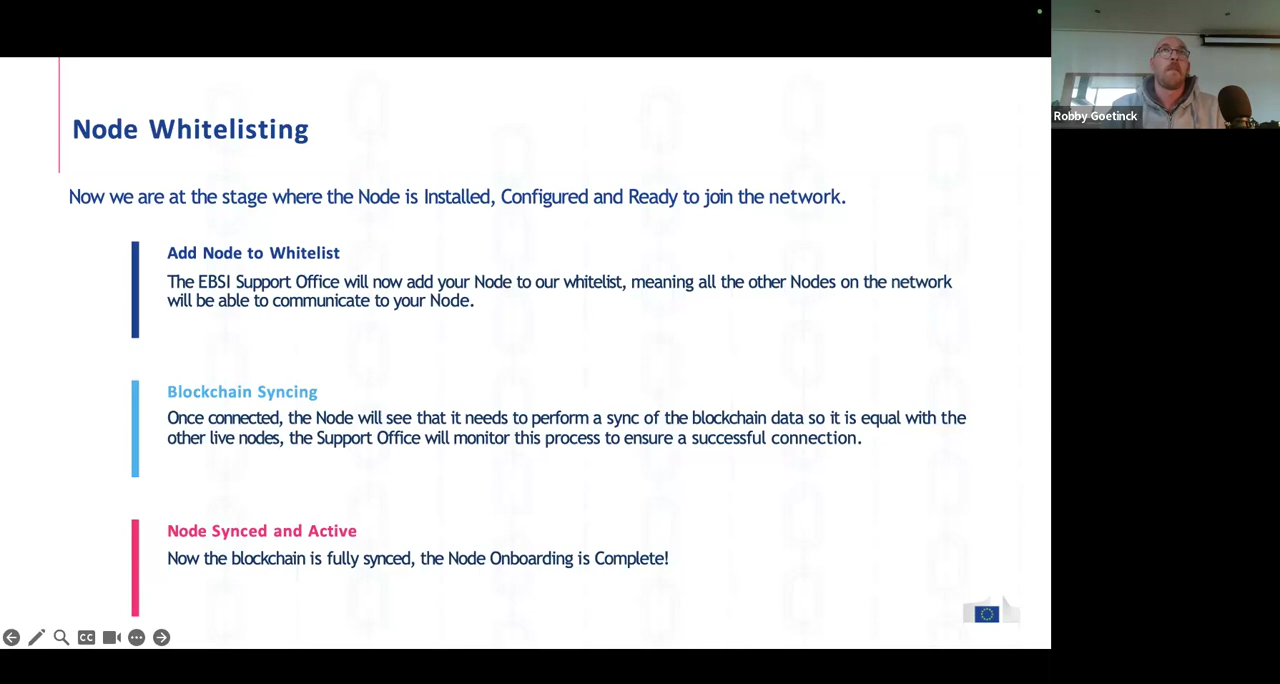 Node Whitelisting
Now we are at the stage where the Node is Installed, Configured and Ready to join the network.
Add Node to Whitelist
The EBSI Support Office will now add your Node to our whitelist, meaning all the other Nodes on the network
will be able to communicate to your Node.
Blockchain Syncing
Once connected, the Node will see that it needs to perform a sync of the blockchain data so it is equal with the
other live nodes, the Support Office will monitor this process to ensure a successful connection.
Node Synced and Active
Now the blockchain is fully synced, the Node Onboarding is Complete!
CC
Robby Goetinck